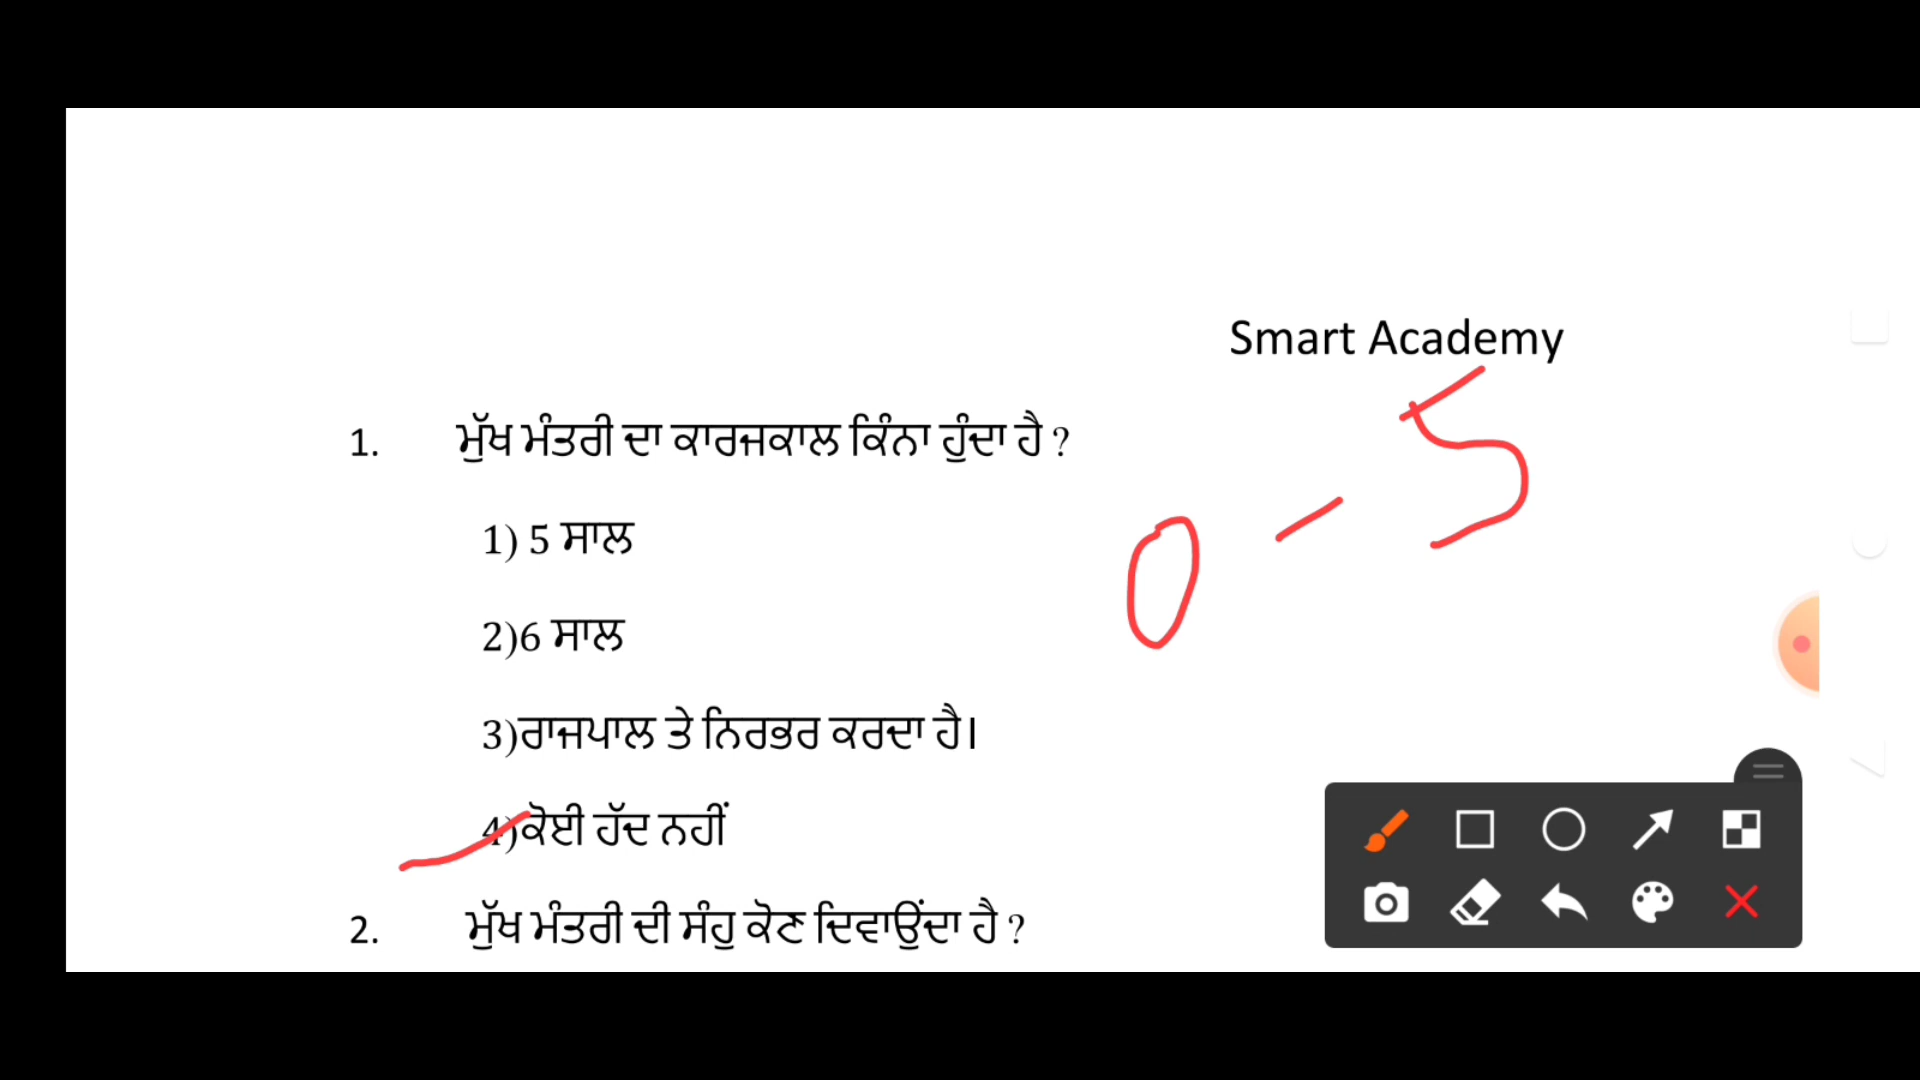 Smart Academy
0 - 5
1. ਮੁੱਖ ਮੰਤਰੀ ਦਾ ਕਾਰਜਕਾਲ ਕਿੰਨਾ ਹੁੰਦਾ ਹੈ ?
1) 5 ਸਾਲ
2)6 ਸਾਲ
3)ਰਾਜਪਾਲ ਤੇ ਨਿਰਭਰ ਕਰਦਾ ਹੈ।
4)ਕੋਈ ਹੱਦ ਨਹੀਂ
2. ਮੁੱਖ ਮੰਤਰੀ ਦੀ ਸੰਹੁ ਕੋਣ ਦਿਵਾਉਂਦਾ ਹੈ ?